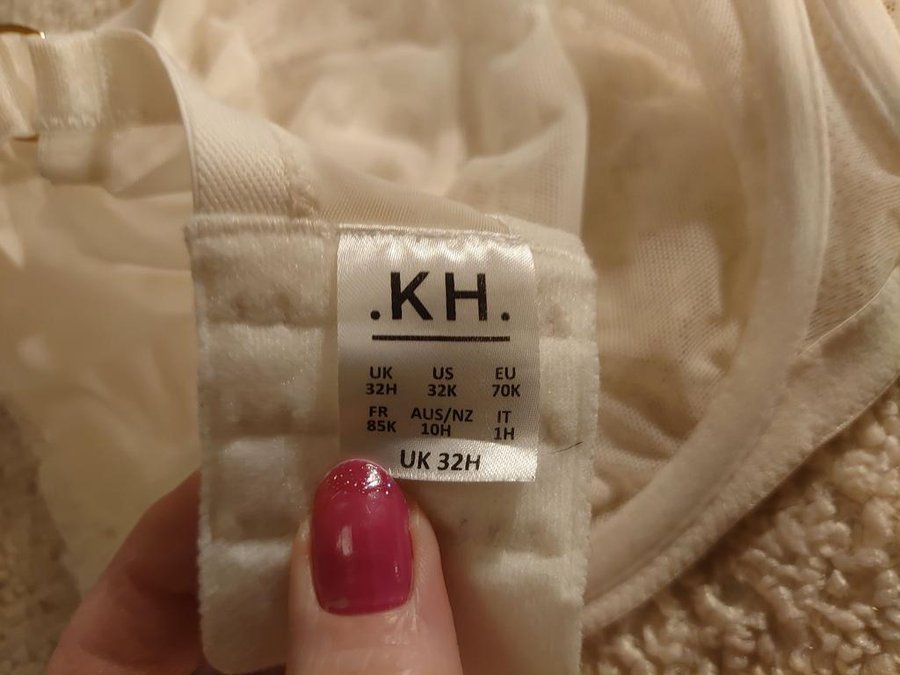 .KH.
UK US EU
32H 32K 70K
FR AUS/NZ IT
85K 10H 1H
UK 32H